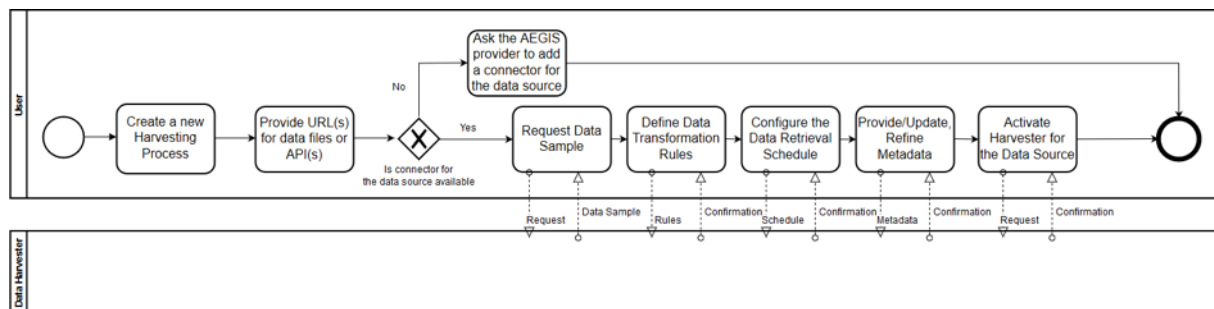 User
Create a new
Harvesting
Process
Provide URL(s)
for data files or
API(s)
Is connector for
the data source available
No
Ask the AEGIS
provider to add
a connector for
the data source
Yes
Request Data
Sample
Define Data
Transformation
Rules
Configure the
Data Retrieval
Schedule
Provide/Update,
Refine
Metadata
Activate
Harvester for
the Data Source
Request
Data Sample
Rules
Confirmation
Schedule
Confirmation
Metadata
Confirmation
Request
Confirmation
Data Harvester